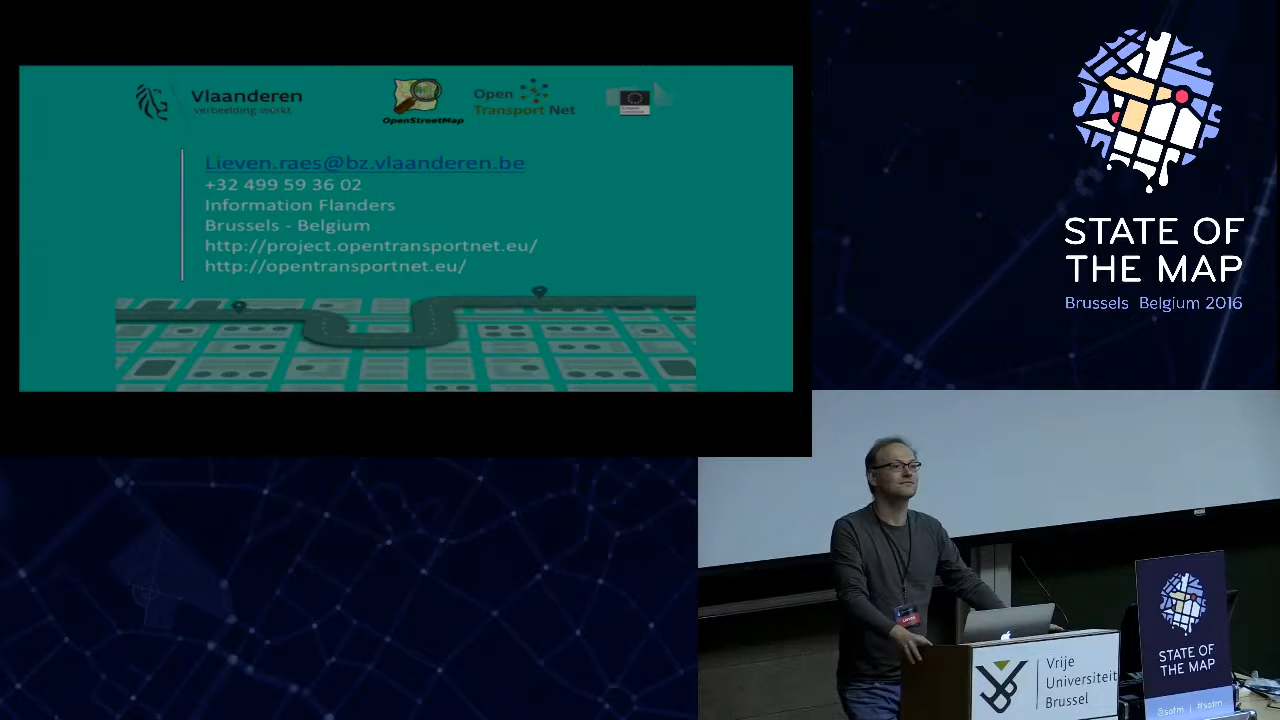 Vlaanderen
verbeelding werkt
OpenStreetMap
Open
Transport Net
Lieven.raes@bz.vlaanderen.be
+32 499 59 36 02
Information Flanders
Brussels - Belgium
http://project.opentransportnet.eu/
http://opentransportnet.eu/
STATE OF
THE MAP
Brussels Belgium 2016
Vrije
Universiteit
Brussel
STATE OF
THE MAP
@sotm | #sotm